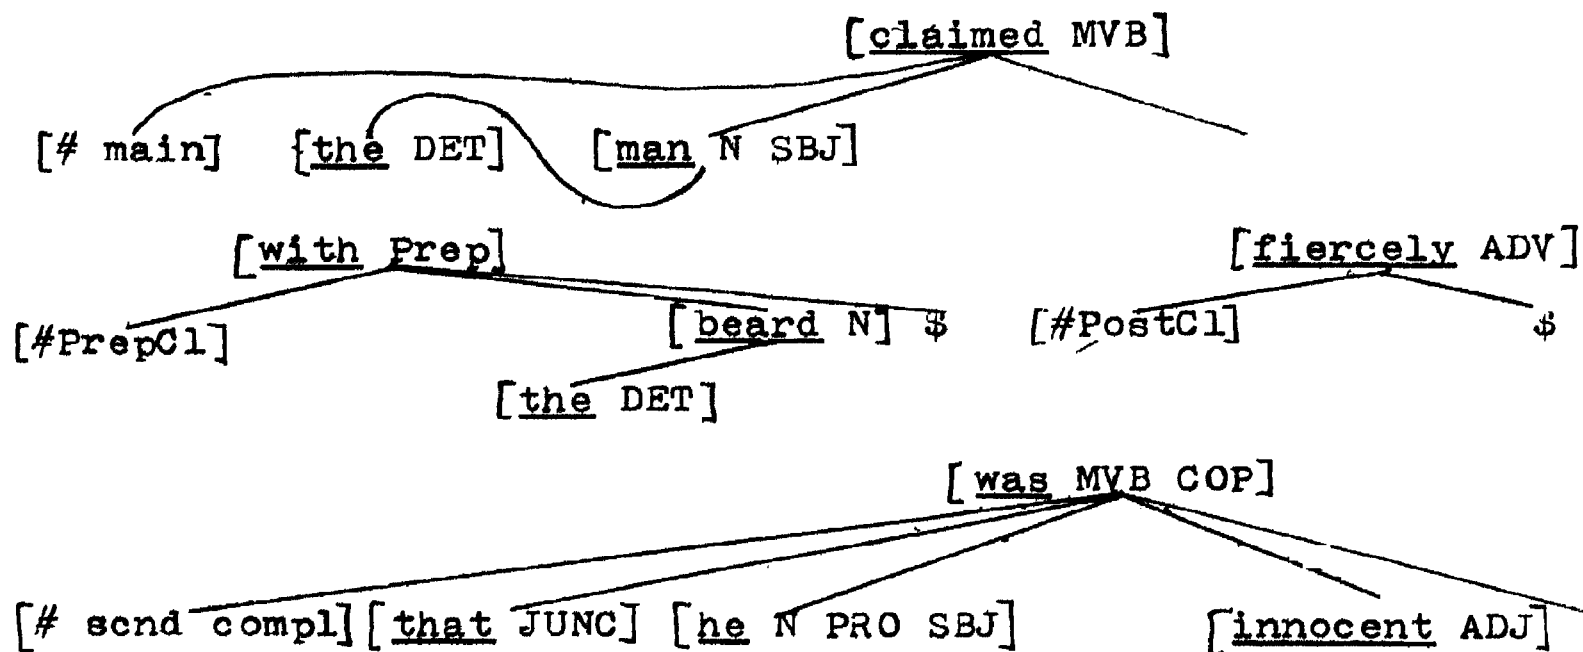 [claimed MVB]
[# main] [the DET] [man N SBJ]
[with Prep] [fiercely ADV]
[#PrepCl] [beard N] $ [#PostCl] $
[the DET]
[was MVB COP]
[# scnd compl] [that JUNC] [he N PRO SBJ] [innocent ADJ]